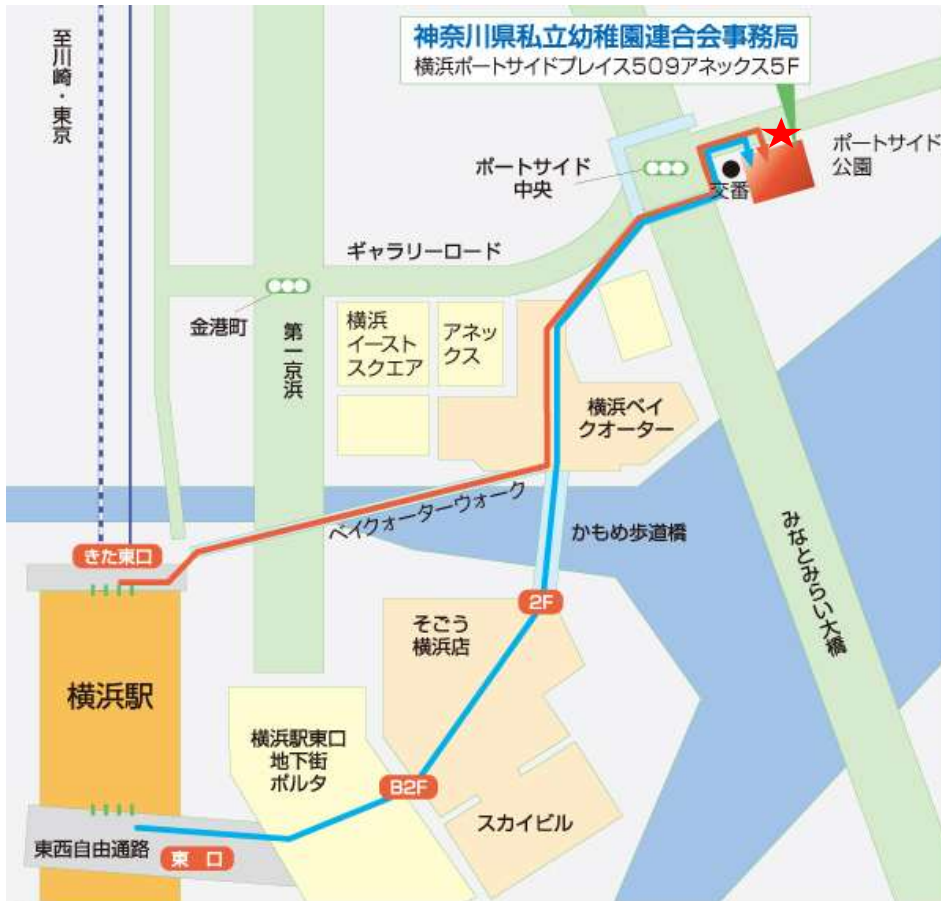 至川崎・東京
神奈川県私立幼稚園連合会事務局
横浜ポートサイドプレイス509アネックス5F
ポートサイド
中央
交番
ポートサイド
公園
ギャラリーロード
金港町
第一京浜
横浜
イースト
スクエア
アネッ
クス
横浜ベイ
クオーター
ベイクォーターウォーク
かもめ歩道橋
みなとみらい大橋
きた東口
2F
そごう
横浜店
横浜駅
横浜駅東口
地下街
ポルタ
B2F
スカイビル
東西自由通路
東口